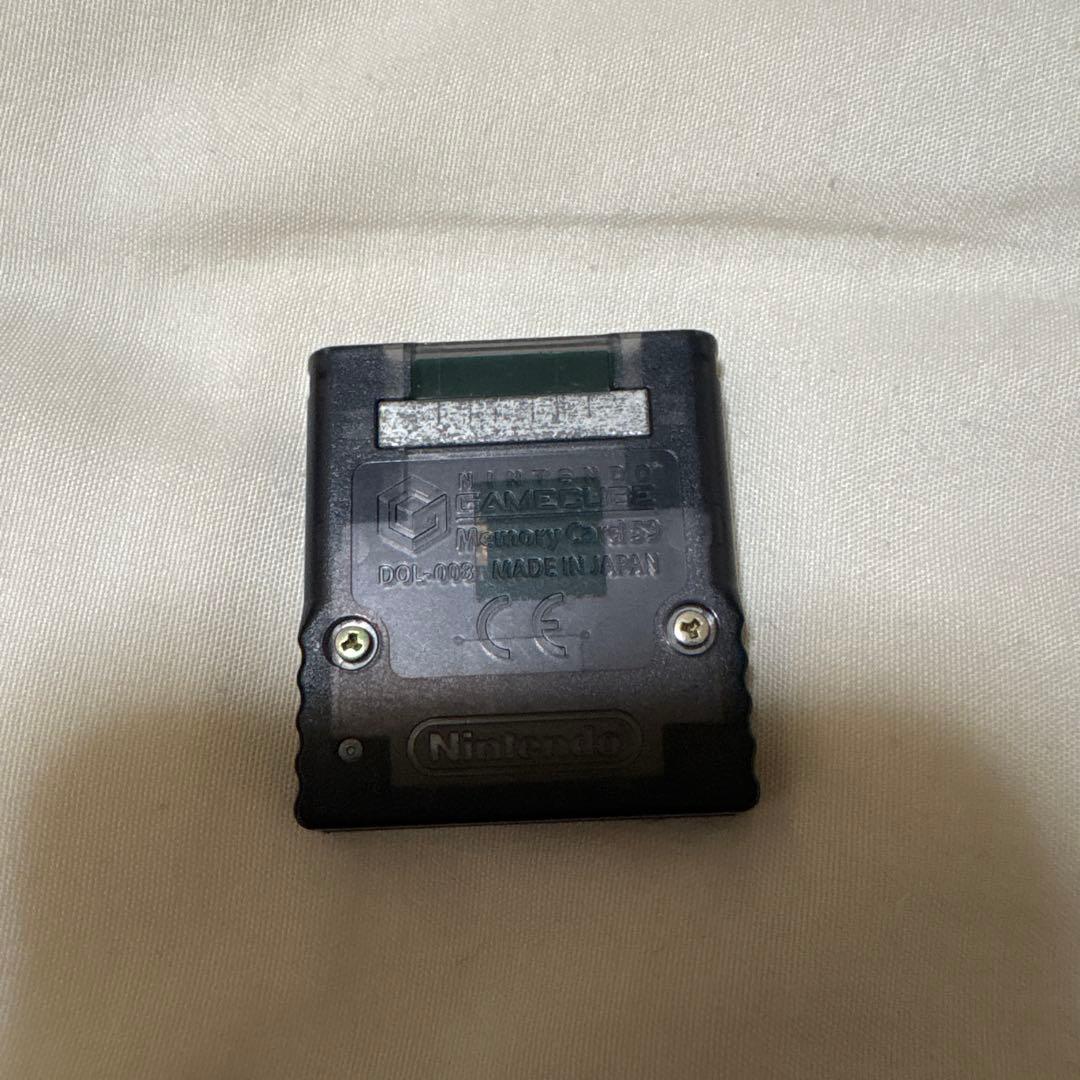 NINTENDO
GAMECUBE
Memory Card 59
DOL-008 MADE IN JAPAN
CE
Nintendo